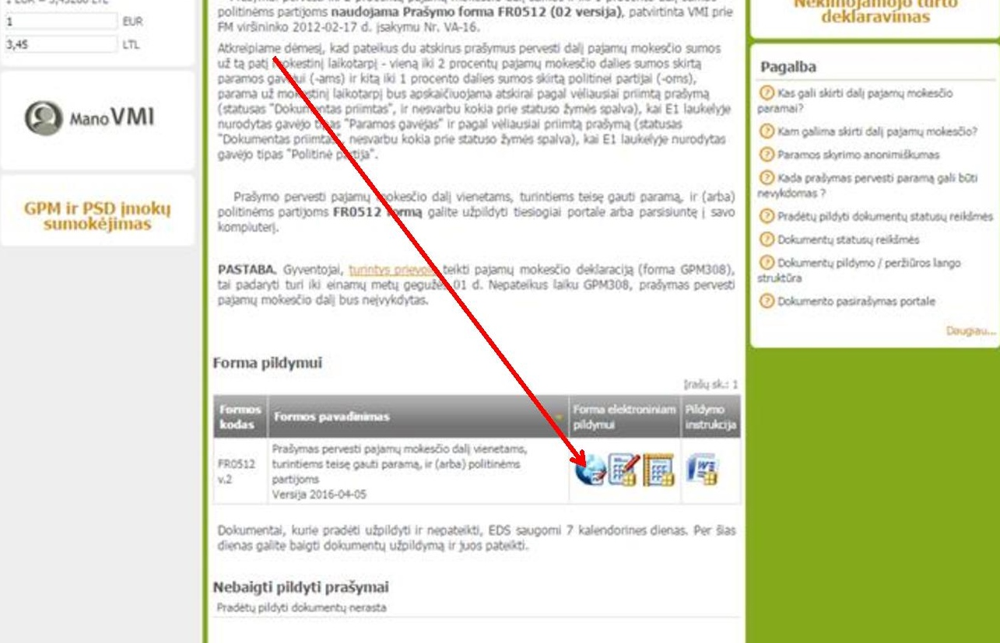 1
EUR
3,45
LTL
Mano VMI
GPM ir PSD įmokų
sumokėjimas
politinėms partijoms naudojama Prašymo forma FR0512 (02 versija), patvirtinta VMI prie
FM viršininko 2012-02-17 d. įsakymu Nr. VA-16.
Atkreipiame dėmesį, kad pateikus du atskirus prašymus pervesti dalį pajamų mokesčio sumos
už tą patį mokestinį laikotarpį - vieną iki 2 procentų pajamų mokesčio dalies sumos skirtą
paramos gavėjui (-ams) ir kitą iki 1 procento dalies sumos skirtą politinei partijai (-oms),
parama už mokestinį laikotarpį bus apskaičiuojama atskirai pagal vėliausiai priimtą prašymą
(statusas "Dokumentas priimtas", ir nesvarbu kokia prie statuso žymės spalva), kai E1 laukelyje
nurodytas gavėjo tipas "Paramos gavėjas" ir pagal vėliausiai priimtą prašymą (statusas
"Dokumentas priimtas", nesvarbu kokia prie statuso žymės spalva), kai E1 laukelyje nurodytas
gavėjo tipas "Politinė partija".
Prašymo pervesti pajamų mokesčio dalį vienetams, turintiems teisę gauti paramą, ir (arba)
politinėms partijoms FR0512 formą galite užpildyti tiesiogiai portale arba parsisiuntę į savo
kompiuterį.
PASTABA. Gyventojai, turintys prievolę teikti pajamų mokesčio deklaraciją (forma GPM308),
tai padaryti turi iki einamų metų gegužės 01 d. Nepateikus laiku GPM308, prašymas pervesti
pajamų mokesčio dalį bus neįvykdytas.
Forma pildymui
Įrašų sk.: 1
Formos
kodas
Formos pavadinimas
Forma elektroniniam
pildymui
Pildymo
instrukcija
FR0512
v.2
Prašymas pervesti pajamų mokesčio dalį vienetams,
turintiems teisę gauti paramą, ir (arba) politinėms
partijoms
Versija 2016-04-05
Dokumentai, kurie pradėti užpildyti ir nepateikti, EDS saugomi 7 kalendorines dienas. Per šias
dienas galite baigti dokumentų užpildymą ir juos pateikti.
Nebaigti pildyti prašymai
Pradėtų pildyti dokumentų nerasta
Nekilnojamojo turto
deklaravimas
Pagalba
Kas gali skirti dalį pajamų mokesčio
paramai?
Kam galima skirti dalį pajamų mokesčio?
Paramos skyrimo anonimiškumas
Kada prašymas pervesti paramą gali būti
nevykdomas ?
Pradėtų pildyti dokumentų statusų reikšmės
Dokumentų statusų reikšmės
Dokumentų pildymo / peržiūros lango
struktūra
Dokumento pasirašymas portale
Daugiau...